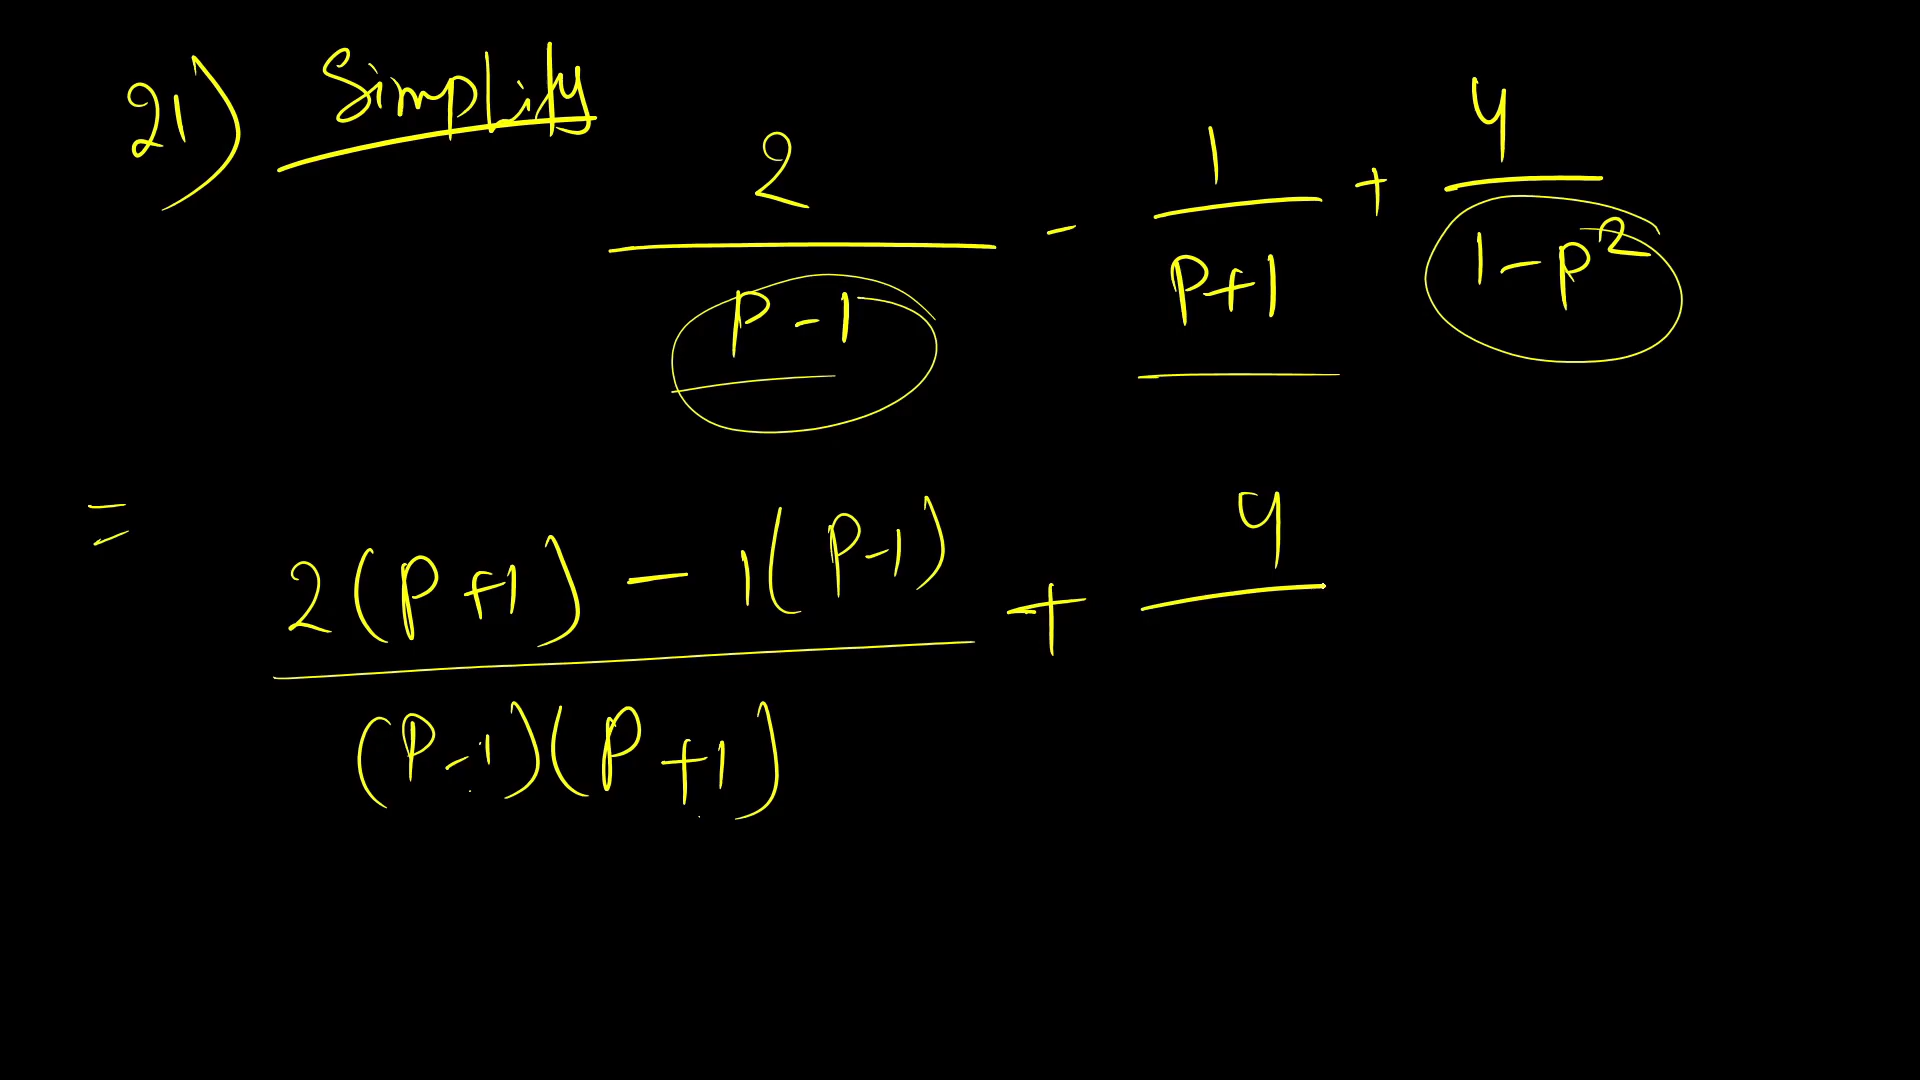 21) Simplify 2/(P-1) - 1/(P+1) + 4/(1-p²)
= (2(P+1) - 1(P-1))/((P-1)(P+1)) + 4/